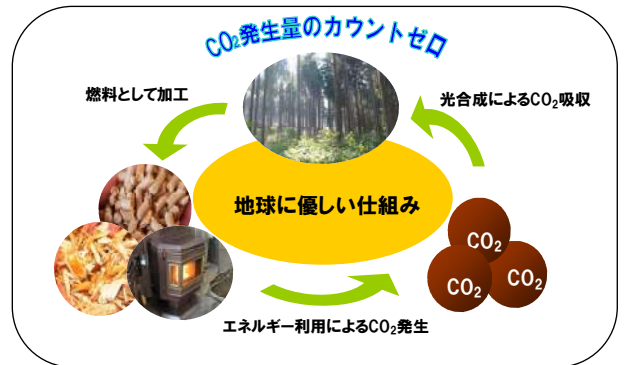 CO₂発生量のカウントゼロ
燃料として加工
光合成によるCO₂吸収
地球に優しい仕組み
CO₂
CO₂
CO₂
エネルギー利用によるCO₂発生